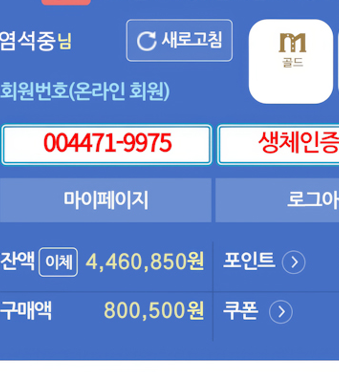 염석중님 새로고침
골드
회원번호(온라인 회원)
004471-9975 생체인증
마이페이지 로그아
잔액 이체 4,460,850원 포인트
구매액 800,500원 쿠폰